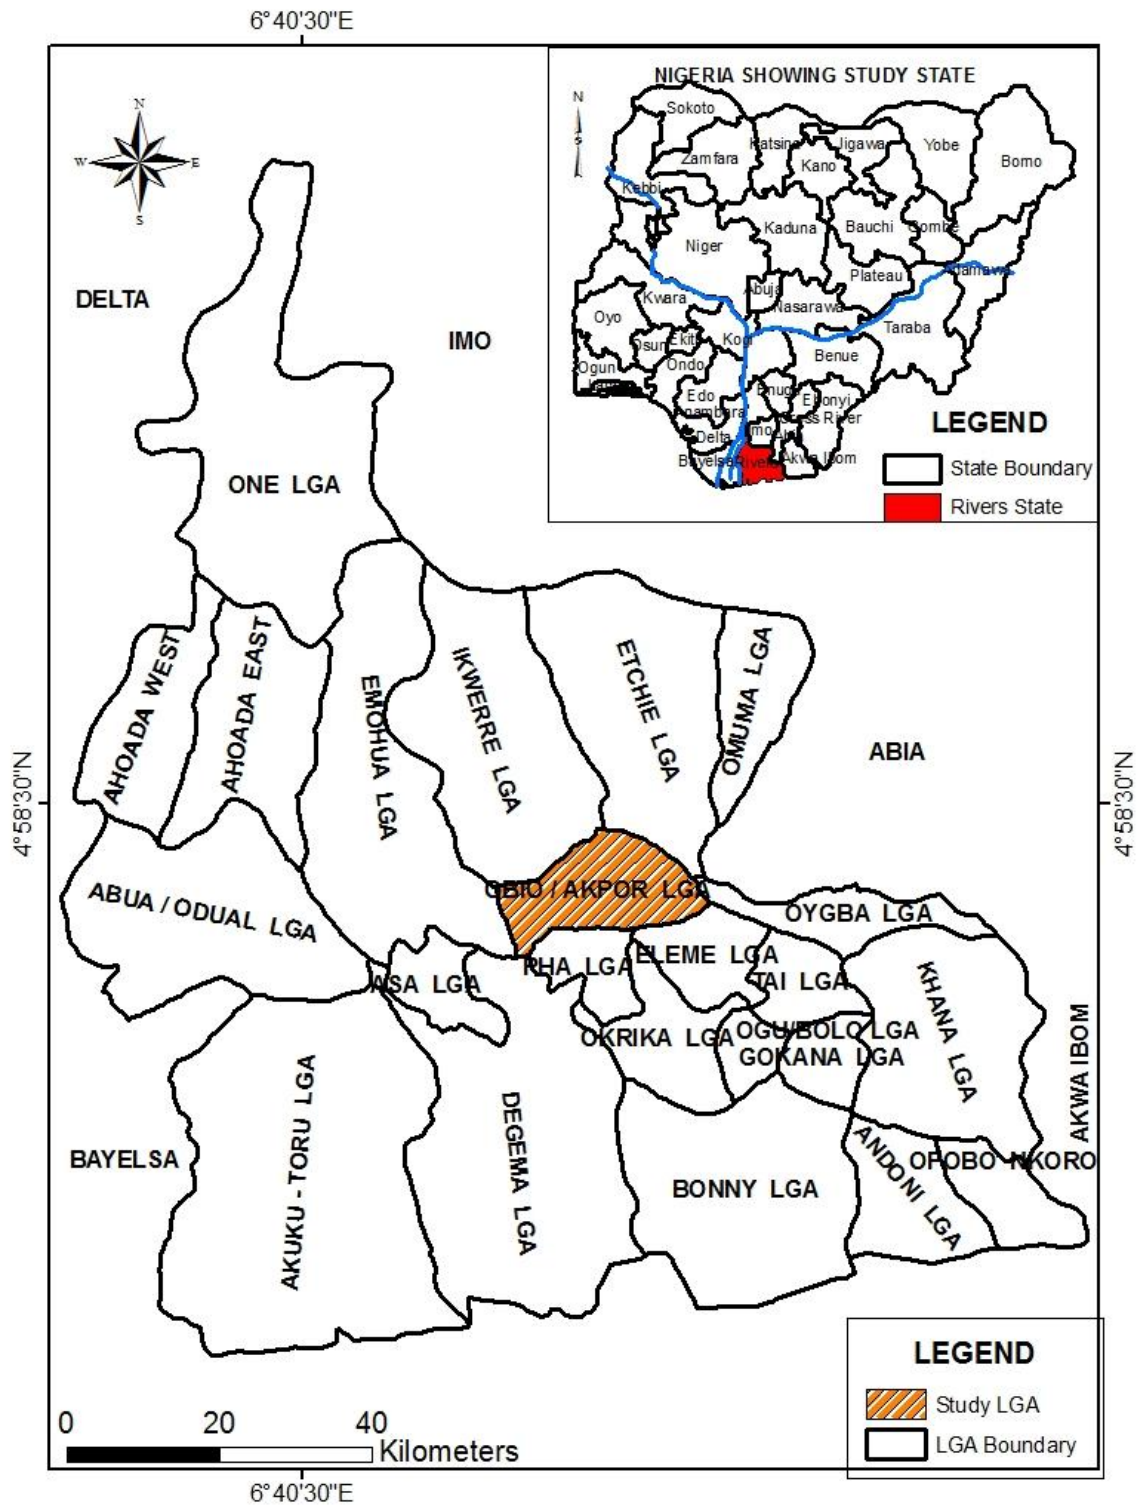 6°40'30"E
NIGERIA SHOWING STUDY STATE
N
S
Sokoto
Katsina
Jigawa
Yobe
Borno
Zamfara
Kano
Kebbi
Niger
Kaduna
Bauchi
Gombe
Adamawa
Plateau
Kwara
Abuja
Nasarawa
Taraba
Oyo
Osun
Ekiti
Kogi
Benue
Ogun
Ondo
Edo
Enugu
Ebonyi
Anambara
Cross River
Delta
Imo
Bayelsa
Rivers
Akwa Ibom
LEGEND
State Boundary
Rivers State
N
W
E
S
DELTA
IMO
ONE LGA
AHOADA WEST
AHOADA EAST
EMOHUA LGA
IKWERRE LGA
ETCHIE LGA
OMUMA LGA
ABIA
4°58'30"N
4°58'30"N
OBIO / AKPOR LGA
ABUA / ODUAL LGA
OYGBA LGA
ASA LGA
PHA LGA
ELEME LGA
TAI LGA
KHANA LGA
OKRIKA LGA
OGU/BOLO LGA
GOKANA LGA
AKWA IBOM
BAYELSA
AKUKU - TORU LGA
DEGEMA LGA
BONNY LGA
ANDONI LGA
OPOBO NKORO
LEGEND
Study LGA
LGA Boundary
0 20 40
Kilometers
6°40'30"E